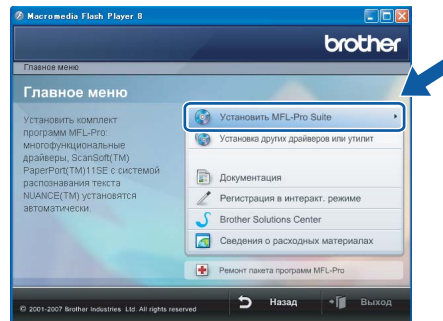 Macromedia Flash Player 8
brother
Главное меню
Главное меню
Установить комплект
программ MFL-Pro:
многофункциональные
драйверы, ScanSoft(TM)
PaperPort(TM)11SE с системой
распознавания текста
NUANCE(TM) установятся
автоматически.
Установить MFL-Pro Suite
Установка других драйверов или утилит
Документация
Регистрация в интеракт. режиме
Brother Solutions Center
Сведения о расходных материалах
Ремонт пакета программ MFL-Pro
© 2001-2007 Brother Industries Ltd. All rights reserved
Назад
Выход